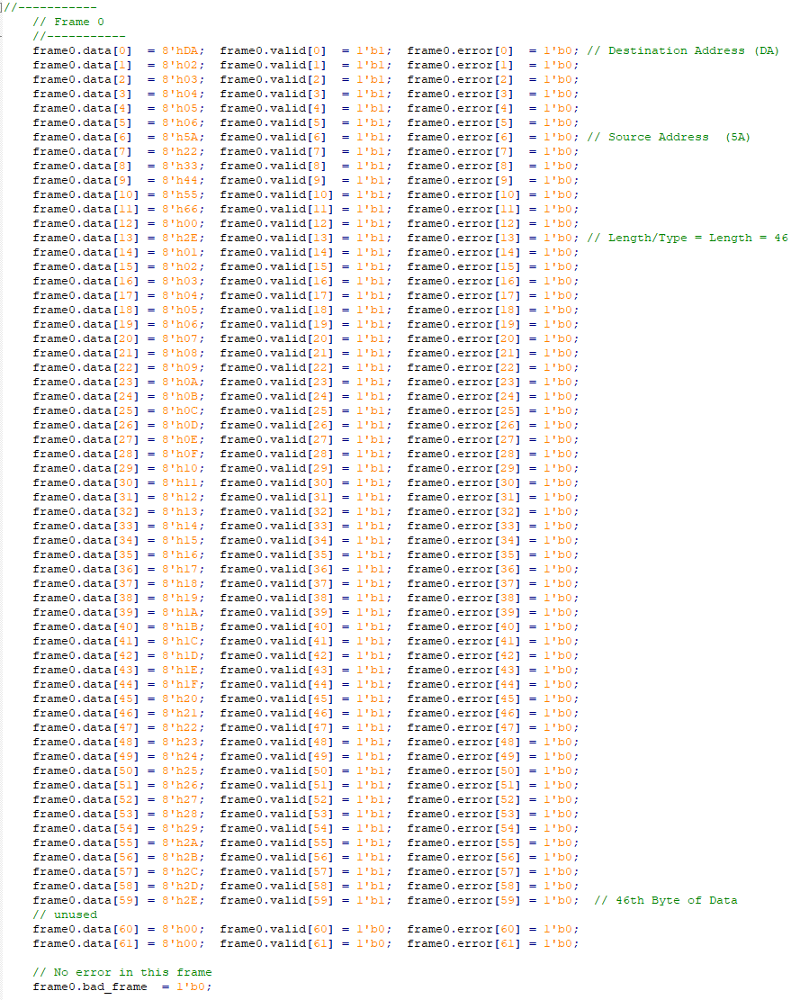 //-----------
// Frame 0
//-----------
frame0.data[0]  = 8'hDA;  frame0.valid[0]  = 1'b1;  frame0.error[0]  = 1'b0; // Destination Address (DA)
frame0.data[1]  = 8'h02;  frame0.valid[1]  = 1'b1;  frame0.error[1]  = 1'b0;
frame0.data[2]  = 8'h03;  frame0.valid[2]  = 1'b1;  frame0.error[2]  = 1'b0;
frame0.data[3]  = 8'h04;  frame0.valid[3]  = 1'b1;  frame0.error[3]  = 1'b0;
frame0.data[4]  = 8'h05;  frame0.valid[4]  = 1'b1;  frame0.error[4]  = 1'b0;
frame0.data[5]  = 8'h06;  frame0.valid[5]  = 1'b1;  frame0.error[5]  = 1'b0;
frame0.data[6]  = 8'h5A;  frame0.valid[6]  = 1'b1;  frame0.error[6]  = 1'b0; // Source Address  (5A)
frame0.data[7]  = 8'h22;  frame0.valid[7]  = 1'b1;  frame0.error[7]  = 1'b0;
frame0.data[8]  = 8'h33;  frame0.valid[8]  = 1'b1;  frame0.error[8]  = 1'b0;
frame0.data[9]  = 8'h44;  frame0.valid[9]  = 1'b1;  frame0.error[9]  = 1'b0;
frame0.data[10] = 8'h55;  frame0.valid[10] = 1'b1;  frame0.error[10] = 1'b0;
frame0.data[11] = 8'h66;  frame0.valid[11] = 1'b1;  frame0.error[11] = 1'b0;
frame0.data[12] = 8'h00;  frame0.valid[12] = 1'b1;  frame0.error[12] = 1'b0;
frame0.data[13] = 8'h2E;  frame0.valid[13] = 1'b1;  frame0.error[13] = 1'b0; // Length/Type = Length = 46
frame0.data[14] = 8'h01;  frame0.valid[14] = 1'b1;  frame0.error[14] = 1'b0;
frame0.data[15] = 8'h02;  frame0.valid[15] = 1'b1;  frame0.error[15] = 1'b0;
frame0.data[16] = 8'h03;  frame0.valid[16] = 1'b1;  frame0.error[16] = 1'b0;
frame0.data[17] = 8'h04;  frame0.valid[17] = 1'b1;  frame0.error[17] = 1'b0;
frame0.data[18] = 8'h05;  frame0.valid[18] = 1'b1;  frame0.error[18] = 1'b0;
frame0.data[19] = 8'h06;  frame0.valid[19] = 1'b1;  frame0.error[19] = 1'b0;
frame0.data[20] = 8'h07;  frame0.valid[20] = 1'b1;  frame0.error[20] = 1'b0;
frame0.data[21] = 8'h08;  frame0.valid[21] = 1'b1;  frame0.error[21] = 1'b0;
frame0.data[22] = 8'h09;  frame0.valid[22] = 1'b1;  frame0.error[22] = 1'b0;
frame0.data[23] = 8'h0A;  frame0.valid[23] = 1'b1;  frame0.error[23] = 1'b0;
frame0.data[24] = 8'h0B;  frame0.valid[24] = 1'b1;  frame0.error[24] = 1'b0;
frame0.data[25] = 8'h0C;  frame0.valid[25] = 1'b1;  frame0.error[25] = 1'b0;
frame0.data[26] = 8'h0D;  frame0.valid[26] = 1'b1;  frame0.error[26] = 1'b0;
frame0.data[27] = 8'h0E;  frame0.valid[27] = 1'b1;  frame0.error[27] = 1'b0;
frame0.data[28] = 8'h0F;  frame0.valid[28] = 1'b1;  frame0.error[28] = 1'b0;
frame0.data[29] = 8'h10;  frame0.valid[29] = 1'b1;  frame0.error[29] = 1'b0;
frame0.data[30] = 8'h11;  frame0.valid[30] = 1'b1;  frame0.error[30] = 1'b0;
frame0.data[31] = 8'h12;  frame0.valid[31] = 1'b1;  frame0.error[31] = 1'b0;
frame0.data[32] = 8'h13;  frame0.valid[32] = 1'b1;  frame0.error[32] = 1'b0;
frame0.data[33] = 8'h14;  frame0.valid[33] = 1'b1;  frame0.error[33] = 1'b0;
frame0.data[34] = 8'h15;  frame0.valid[34] = 1'b1;  frame0.error[34] = 1'b0;
frame0.data[35] = 8'h16;  frame0.valid[35] = 1'b1;  frame0.error[35] = 1'b0;
frame0.data[36] = 8'h17;  frame0.valid[36] = 1'b1;  frame0.error[36] = 1'b0;
frame0.data[37] = 8'h18;  frame0.valid[37] = 1'b1;  frame0.error[37] = 1'b0;
frame0.data[38] = 8'h19;  frame0.valid[38] = 1'b1;  frame0.error[38] = 1'b0;
frame0.data[39] = 8'h1A;  frame0.valid[39] = 1'b1;  frame0.error[39] = 1'b0;
frame0.data[40] = 8'h1B;  frame0.valid[40] = 1'b1;  frame0.error[40] = 1'b0;
frame0.data[41] = 8'h1C;  frame0.valid[41] = 1'b1;  frame0.error[41] = 1'b0;
frame0.data[42] = 8'h1D;  frame0.valid[42] = 1'b1;  frame0.error[42] = 1'b0;
frame0.data[43] = 8'h1E;  frame0.valid[43] = 1'b1;  frame0.error[43] = 1'b0;
frame0.data[44] = 8'h1F;  frame0.valid[44] = 1'b1;  frame0.error[44] = 1'b0;
frame0.data[45] = 8'h20;  frame0.valid[45] = 1'b1;  frame0.error[45] = 1'b0;
frame0.data[46] = 8'h21;  frame0.valid[46] = 1'b1;  frame0.error[46] = 1'b0;
frame0.data[47] = 8'h22;  frame0.valid[47] = 1'b1;  frame0.error[47] = 1'b0;
frame0.data[48] = 8'h23;  frame0.valid[48] = 1'b1;  frame0.error[48] = 1'b0;
frame0.data[49] = 8'h24;  frame0.valid[49] = 1'b1;  frame0.error[49] = 1'b0;
frame0.data[50] = 8'h25;  frame0.valid[50] = 1'b1;  frame0.error[50] = 1'b0;
frame0.data[51] = 8'h26;  frame0.valid[51] = 1'b1;  frame0.error[51] = 1'b0;
frame0.data[52] = 8'h27;  frame0.valid[52] = 1'b1;  frame0.error[52] = 1'b0;
frame0.data[53] = 8'h28;  frame0.valid[53] = 1'b1;  frame0.error[53] = 1'b0;
frame0.data[54] = 8'h29;  frame0.valid[54] = 1'b1;  frame0.error[54] = 1'b0;
frame0.data[55] = 8'h2A;  frame0.valid[55] = 1'b1;  frame0.error[55] = 1'b0;
frame0.data[56] = 8'h2B;  frame0.valid[56] = 1'b1;  frame0.error[56] = 1'b0;
frame0.data[57] = 8'h2C;  frame0.valid[57] = 1'b1;  frame0.error[57] = 1'b0;
frame0.data[58] = 8'h2D;  frame0.valid[58] = 1'b1;  frame0.error[58] = 1'b0;
frame0.data[59] = 8'h2E;  frame0.valid[59] = 1'b1;  frame0.error[59] = 1'b0;  // 46th Byte of Data
// unused
frame0.data[60] = 8'h00;  frame0.valid[60] = 1'b0;  frame0.error[60] = 1'b0;
frame0.data[61] = 8'h00;  frame0.valid[61] = 1'b0;  frame0.error[61] = 1'b0;
// No error in this frame
frame0.bad_frame  = 1'b0;